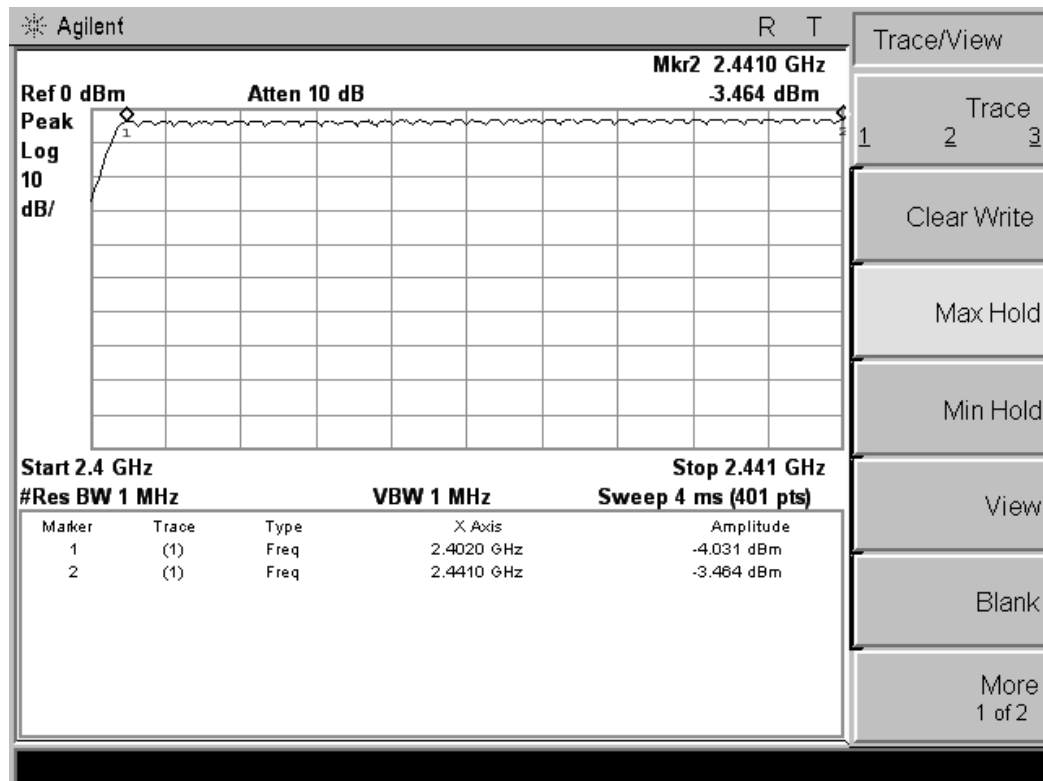 Agilent R T
Mkr2 2.4410 GHz
Ref 0 dBm Atten 10 dB -3.464 dBm
Peak
Log
10
dB/
1
2
Start 2.4 GHz Stop 2.441 GHz
#Res BW 1 MHz VBW 1 MHz Sweep 4 ms (401 pts)
Marker Trace Type X Axis Amplitude
1 (1) Freq 2.4020 GHz -4.031 dBm
2 (1) Freq 2.4410 GHz -3.464 dBm
Trace/View
Trace
1 2 3
Clear Write
Max Hold
Min Hold
View
Blank
More
1 of 2